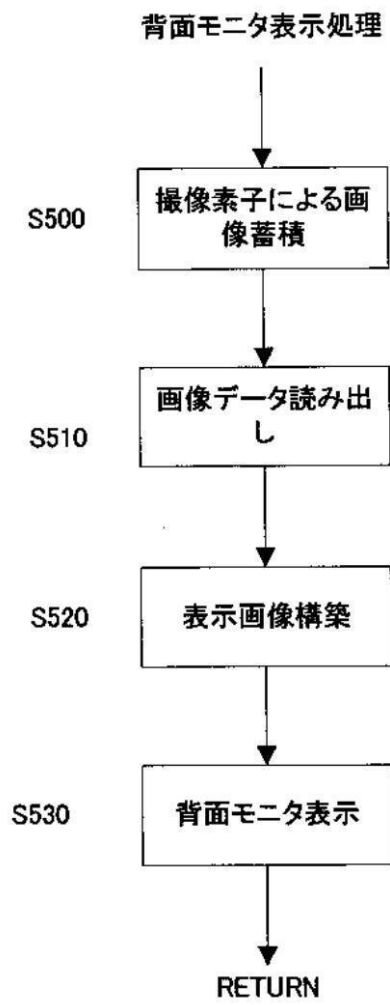 背面モニタ表示処理
S500
撮像素子による画
像蓄積
S510
画像データ読み出
し
S520
表示画像構築
S530
背面モニタ表示
RETURN